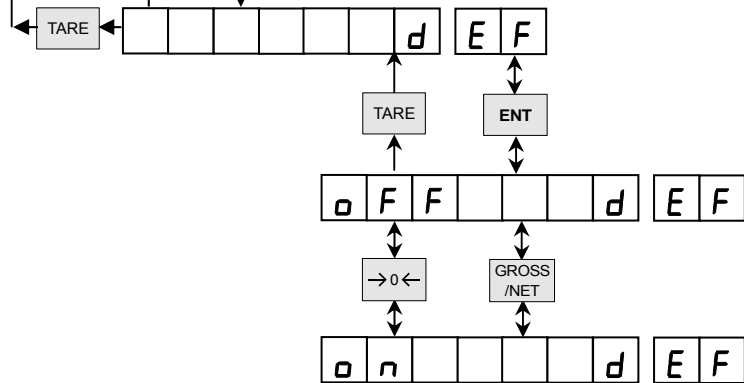 TARE d E F
TARE ENT
o F F d E F
→0← GROSS
/NET
o n d E F